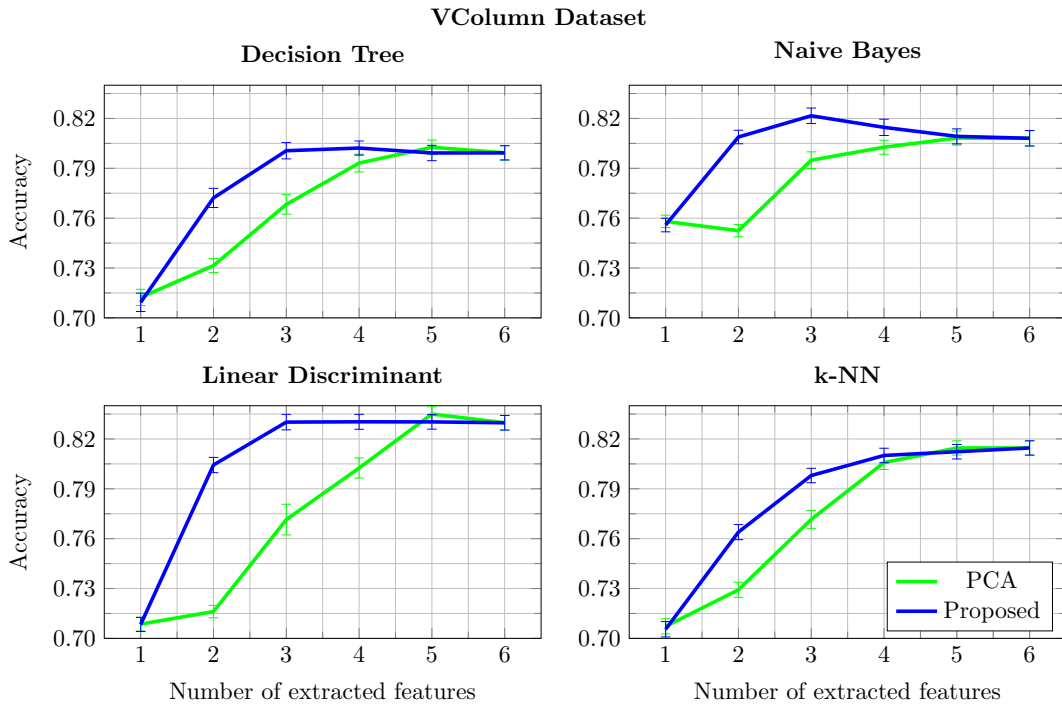 VColumn Dataset
Decision Tree
Naive Bayes
Accuracy
0.82
0.79
0.76
0.73
0.70
1 2 3 4 5 6
0.82
0.79
0.76
0.73
0.70
1 2 3 4 5 6
Linear Discriminant
k-NN
Accuracy
0.82
0.79
0.76
0.73
0.70
1 2 3 4 5 6
Number of extracted features
0.82
0.79
0.76
0.73
0.70
1 2 3 4 5 6
Number of extracted features
PCA
Proposed